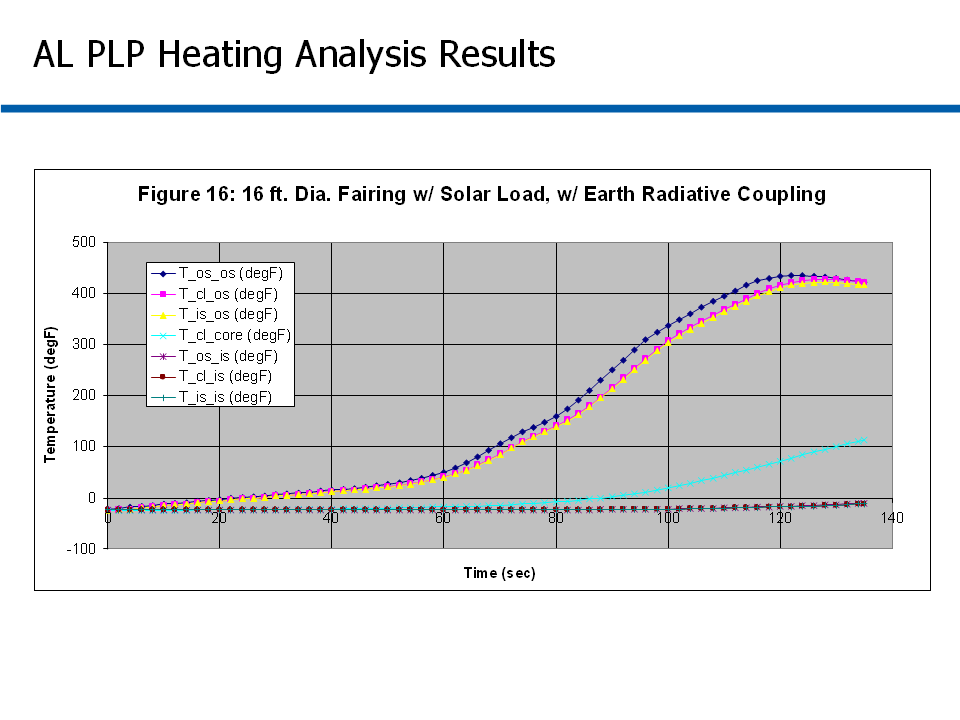 AL PLP Heating Analysis Results
Figure 16: 16 ft. Dia. Fairing w/ Solar Load, w/ Earth Radiative Coupling
500
400
300
200
100
0
-100
Temperature (degF)
T_os_os (degF)
T_cl_os (degF)
T_is_os (degF)
T_cl_core (degF)
T_os_is (degF)
T_cl_is (degF)
T_is_is (degF)
0 20 40 60 80 100 120 140
Time (sec)